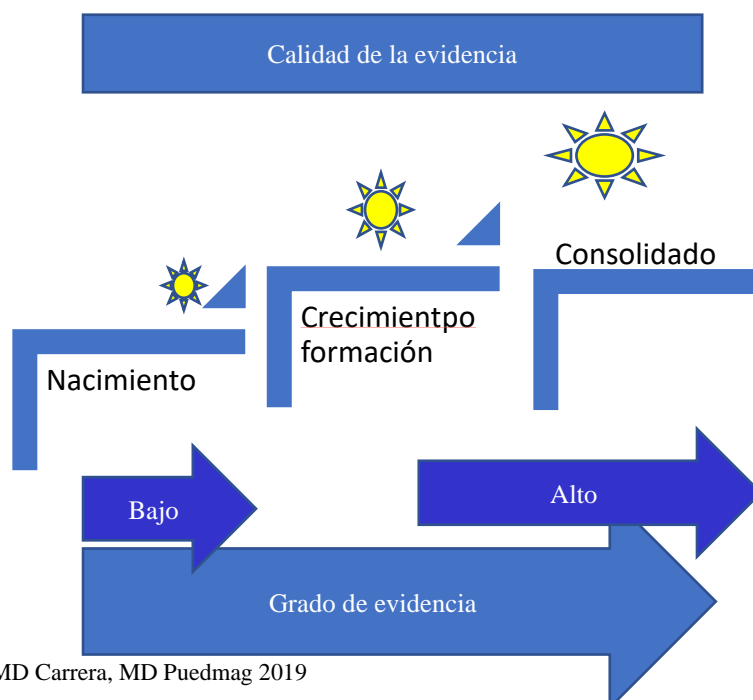 Calidad de la evidencia
Consolidado
Crecimientpo
formación
Nacimiento
Bajo
Alto
Grado de evidencia
MD Carrera, MD Puedmag 2019